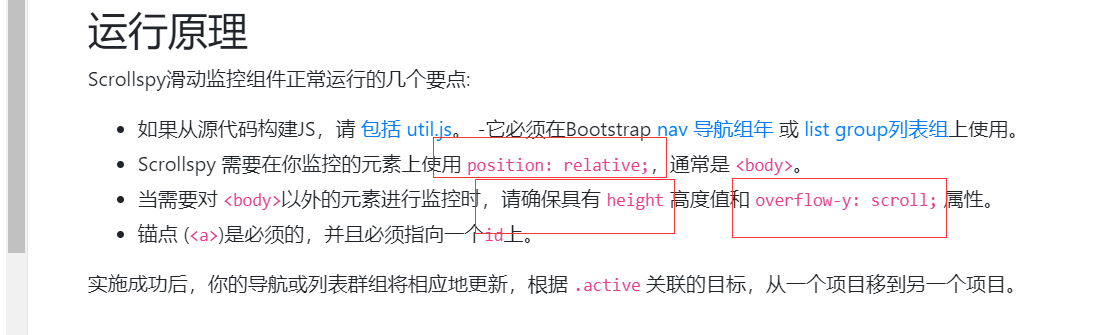 运行原理
Scrollspy滑动监控组件正常运行的几个要点:
如果从源代码构建JS，请 包括 util.js。 -它必须在Bootstrap nav 导航组年 或 list group列表组上使用。
Scrollspy 需要在你监控的元素上使用 position: relative;，通常是 <body>。
当需要对 <body>以外的元素进行监控时，请确保具有 height 高度值和 overflow-y: scroll; 属性。
锚点 (<a>)是必须的，并且必须指向一个id上。
实施成功后，你的导航或列表群组将相应地更新，根据 .active 关联的目标，从一个项目移到另一个项目。